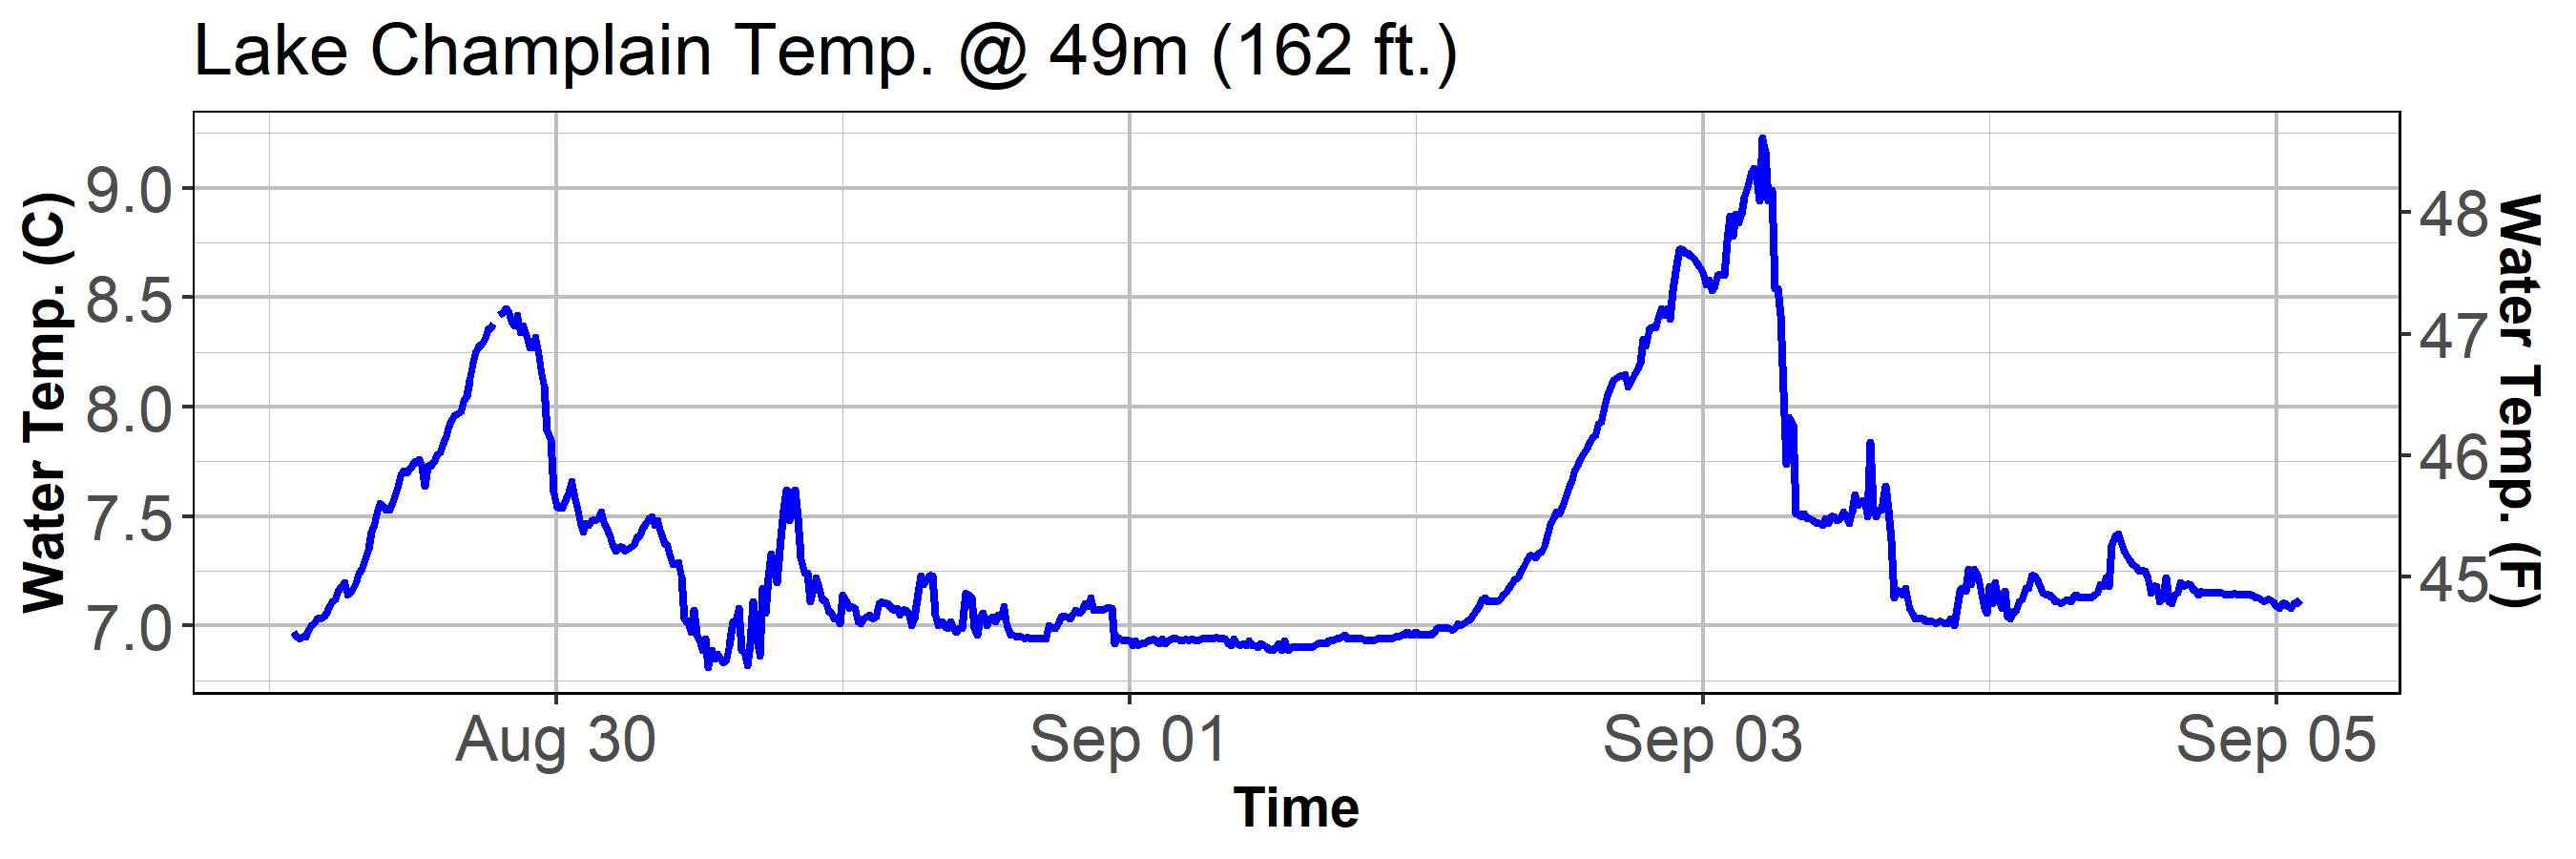 Lake Champlain Temp. @ 49m (162 ft.)
Water Temp. (C)
9.0
8.5
8.0
7.5
7.0
48
47
46
45
Water Temp. (F)
Aug 30
Sep 01
Sep 03
Sep 05
Time